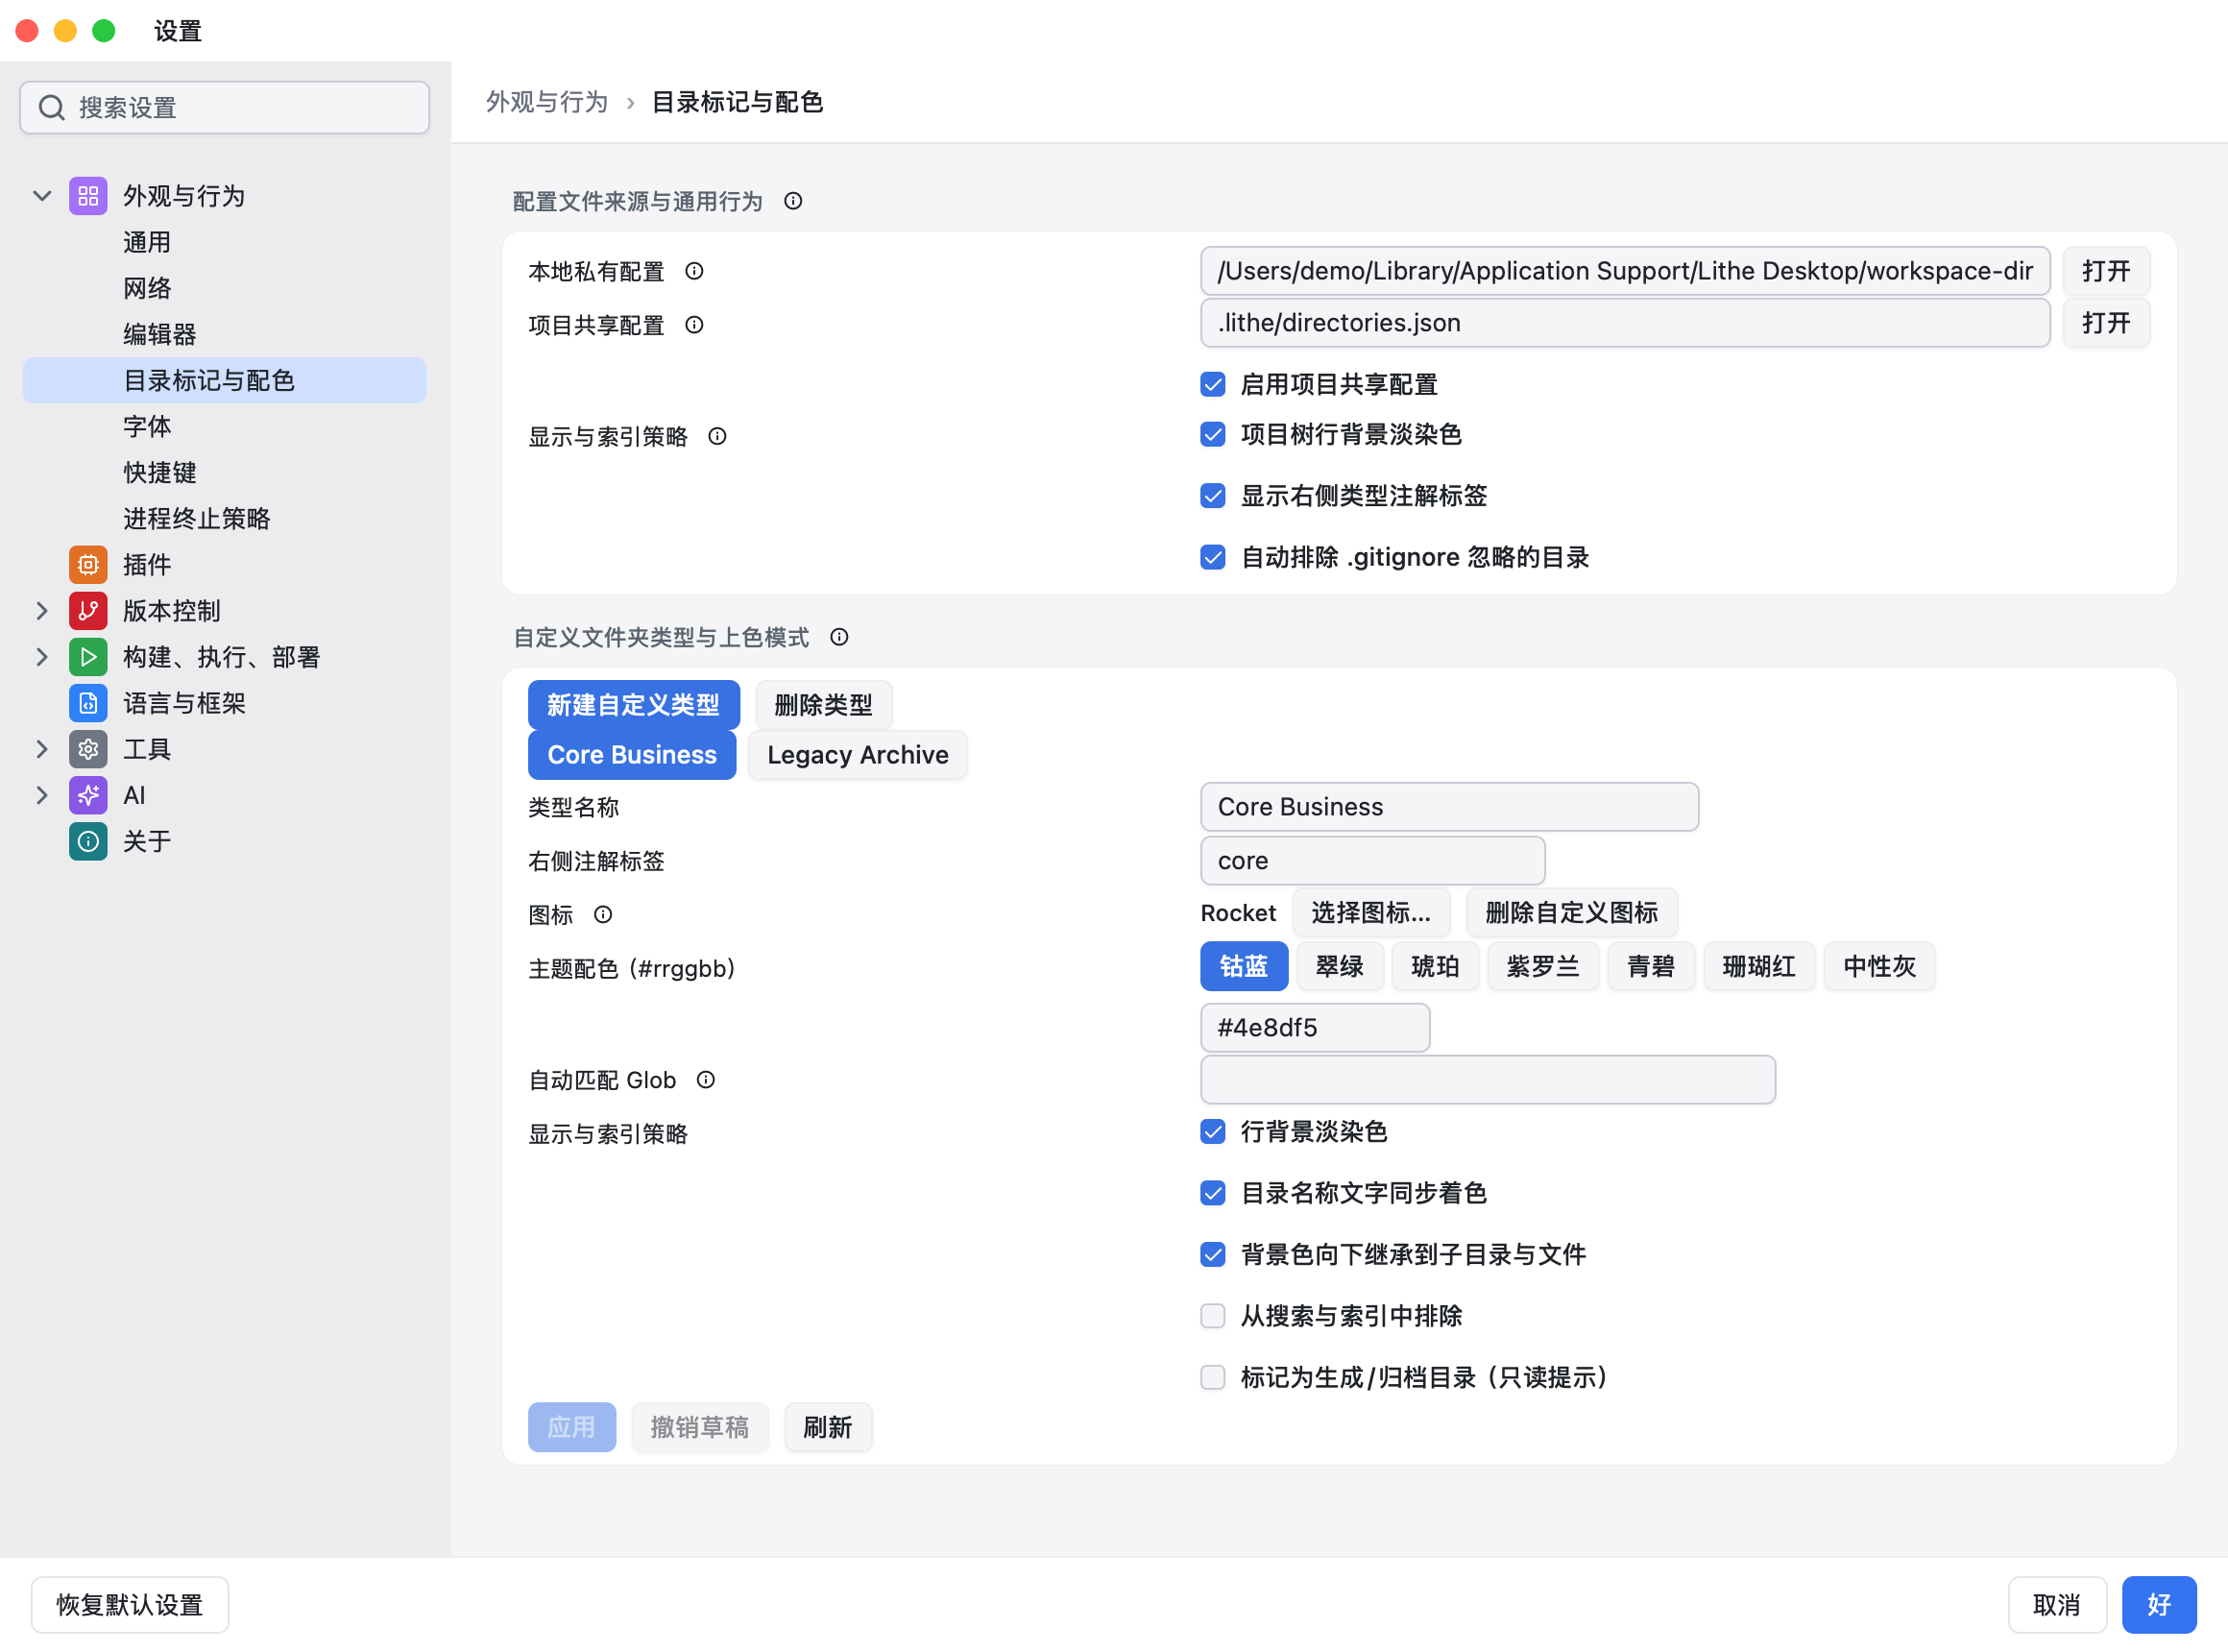 设置
搜索设置
外观与行为
通用
网络
编辑器
目录标记与配色
字体
快捷键
进程终止策略
插件
版本控制
构建、执行、部署
语言与框架
工具
AI
关于
外观与行为 › 目录标记与配色
配置文件来源与通用行为
本地私有配置 /Users/demo/Library/Application Support/Lithe Desktop/workspace-dir 打开
项目共享配置 .lithe/directories.json 打开
启用项目共享配置
显示与索引策略 项目树行背景淡染色
显示右侧类型注解标签
自动排除 .gitignore 忽略的目录
自定义文件夹类型与上色模式
新建自定义类型 删除类型
Core Business Legacy Archive
类型名称 Core Business
右侧注解标签 core
图标 Rocket 选择图标... 删除自定义图标
主题配色 (#rrggbb) 钴蓝 翠绿 琥珀 紫罗兰 青碧 珊瑚红 中性灰
#4e8df5
自动匹配 Glob
显示与索引策略 行背景淡染色
目录名称文字同步着色
背景色向下继承到子目录与文件
从搜索与索引中排除
标记为生成/归档目录（只读提示）
应用 撤销草稿 刷新
恢复默认设置 取消 好